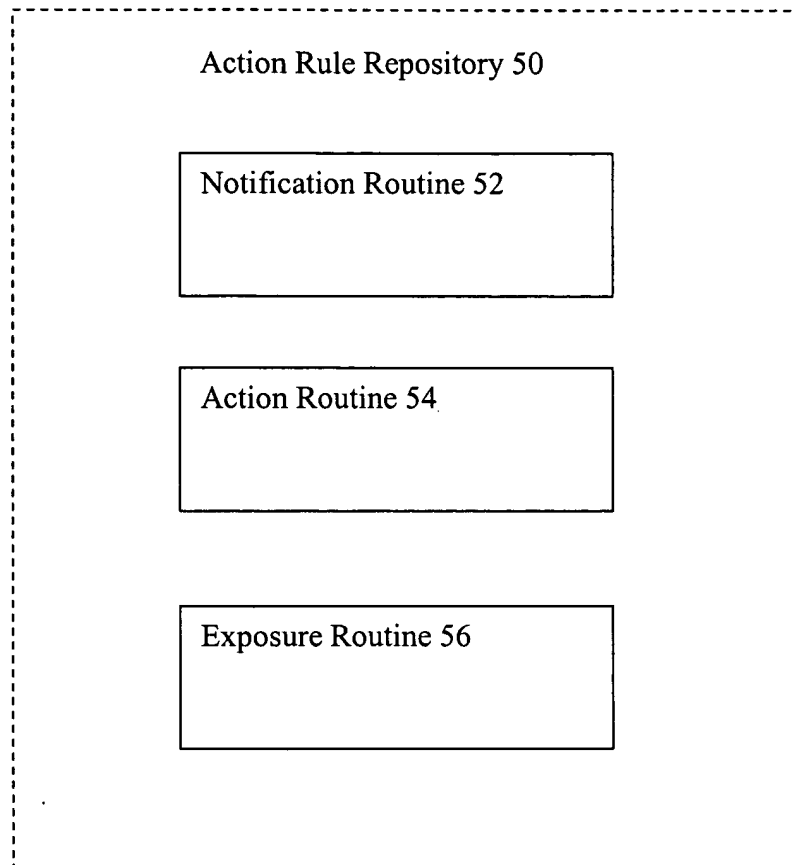 Action Rule Repository 50
Notification Routine 52
Action Routine 54
Exposure Routine 56